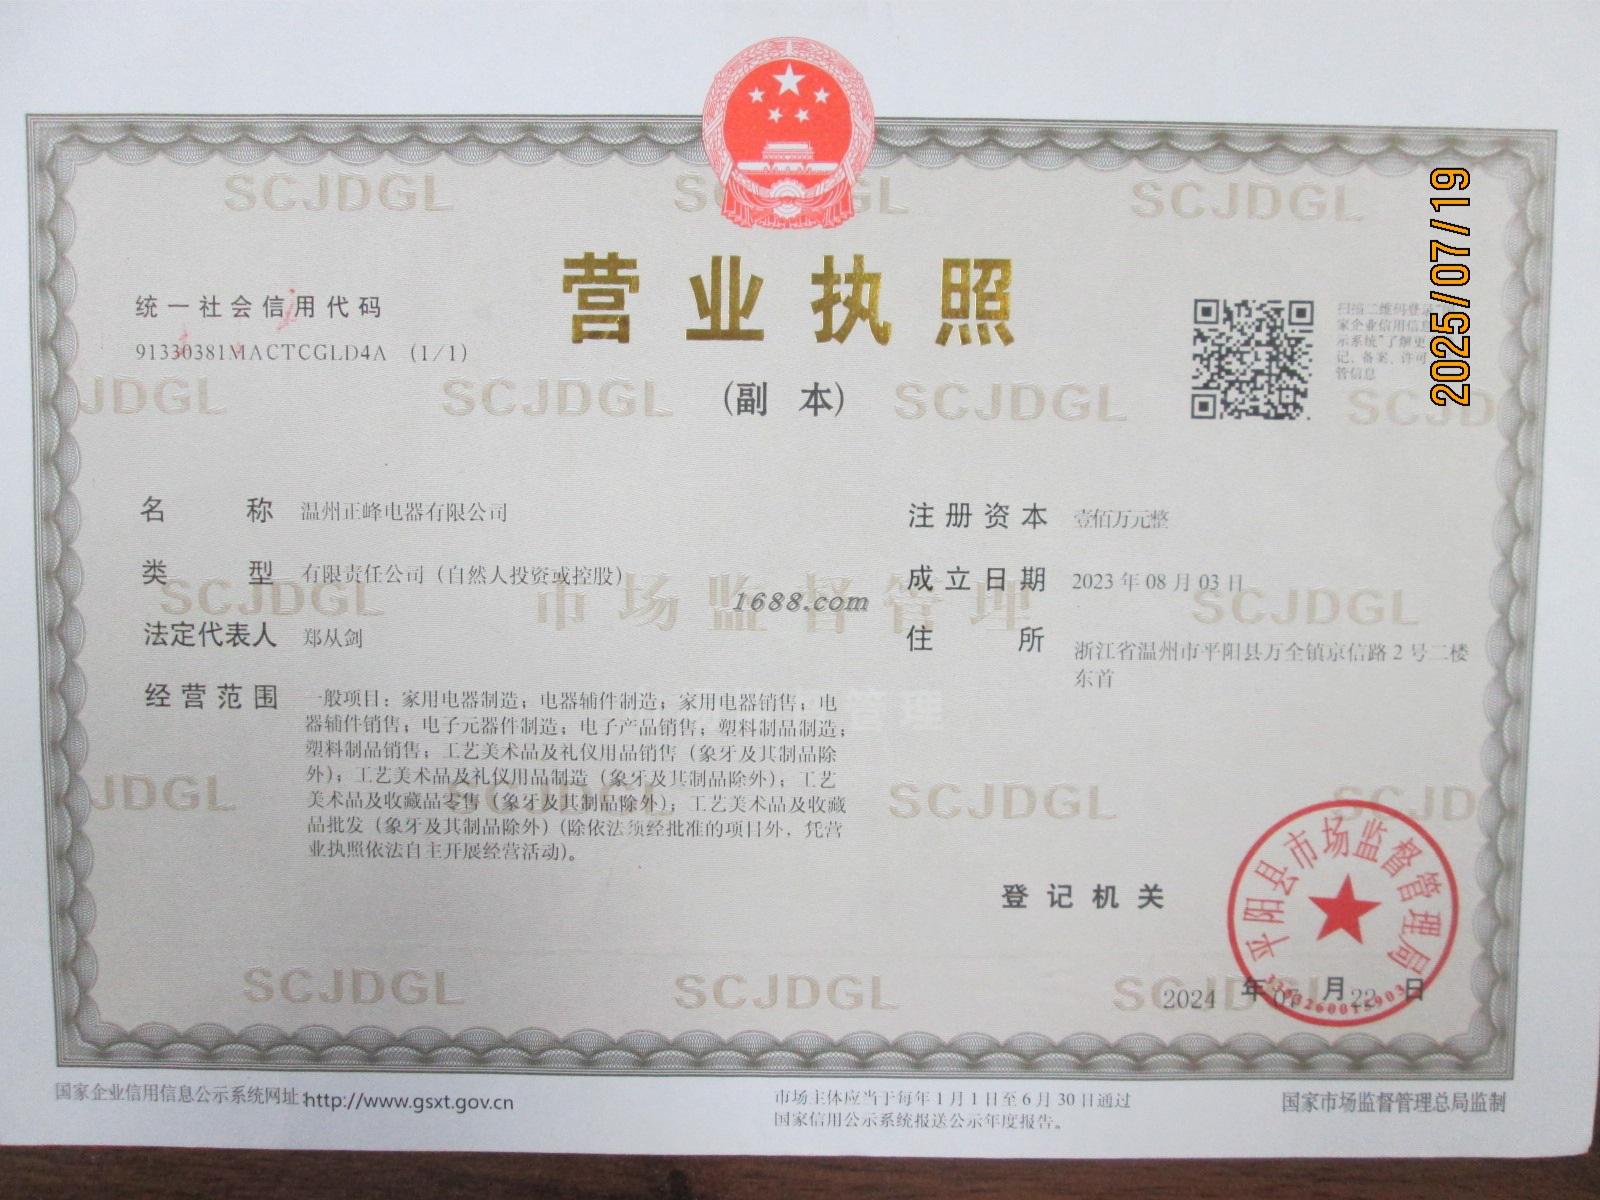 SCJDGL SCJDGL SCJDGL
2025/07/19
营业执照
(副 本)
统一社会信用代码
91330381MACTCGLD4A (1/1)
扫描二维码登录"国
家企业信用信息
示系统"了解更
记、备案、许可
管信息
JDGL SCJDGL SCJDGL SCJD
名称 温州正峰电器有限公司
类型 有限责任公司（自然人投资或控股）
法定代表人 郑从剑
经营范围 一般项目：家用电器制造；电器辅件制造；家用电器销售；电
器辅件销售；电子元器件制造；电子产品销售；塑料制品制造；
塑料制品销售；工艺美术品及礼仪用品销售（象牙及其制品除
外）；工艺美术品及礼仪用品制造（象牙及其制品除外）；工艺
美术品及收藏品零售（象牙及其制品除外）；工艺美术品及收藏
品批发（象牙及其制品除外）(除依法须经批准的项目外，凭营
业执照依法自主开展经营活动)。
注册资本 壹佰万元整
成立日期 2023年08月03日
住所 浙江省温州市平阳县万全镇京信路2号二楼
东首
SCJDGL 市场监督管理 SCJDGL
1688.com
管理
JDGL SCJDGL SCJDGL SCJD
登记机关
平阳县市场监督管理局
2024 年 07 月 22 日
SCJDGL SCJDGL SCJDGL
国家企业信用信息公示系统网址:http://www.gsxt.gov.cn
市场主体应当于每年1月1日至6月30日通过
国家信用公示系统报送公示年度报告。
国家市场监督管理总局监制